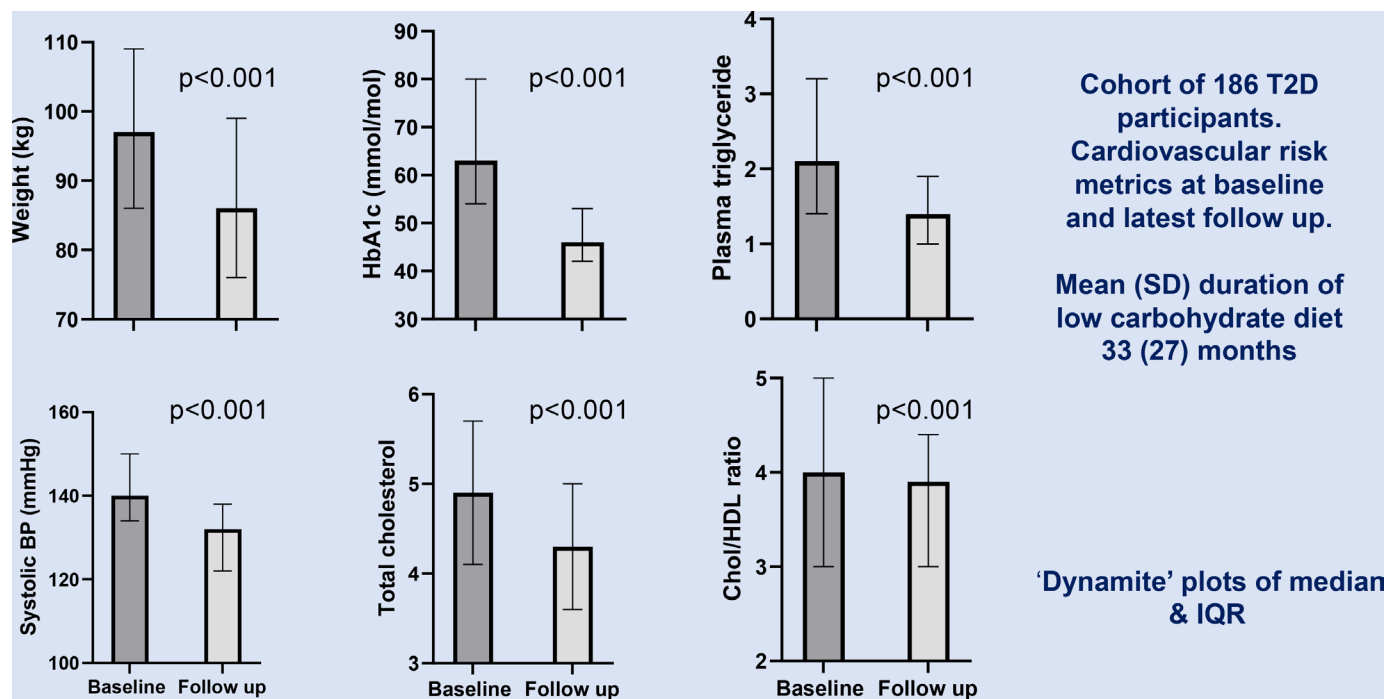 110
100
90
80
70
Weight (kg)
p<0.001
90
80
70
60
50
40
30
HbA1c (mmol/mol)
p<0.001
4
3
2
1
0
Plasma triglyceride
p<0.001
Cohort of 186 T2D
participants.
Cardiovascular risk
metrics at baseline
and latest follow up.
Mean (SD) duration of
low carbohydrate diet
33 (27) months
160
140
120
100
Systolic BP (mmHg)
p<0.001
Baseline Follow up
6
5
4
3
Total cholesterol
p<0.001
Baseline Follow up
5
4
3
2
Chol/HDL ratio
p<0.001
Baseline Follow up
‘Dynamite’ plots of median
& IQR